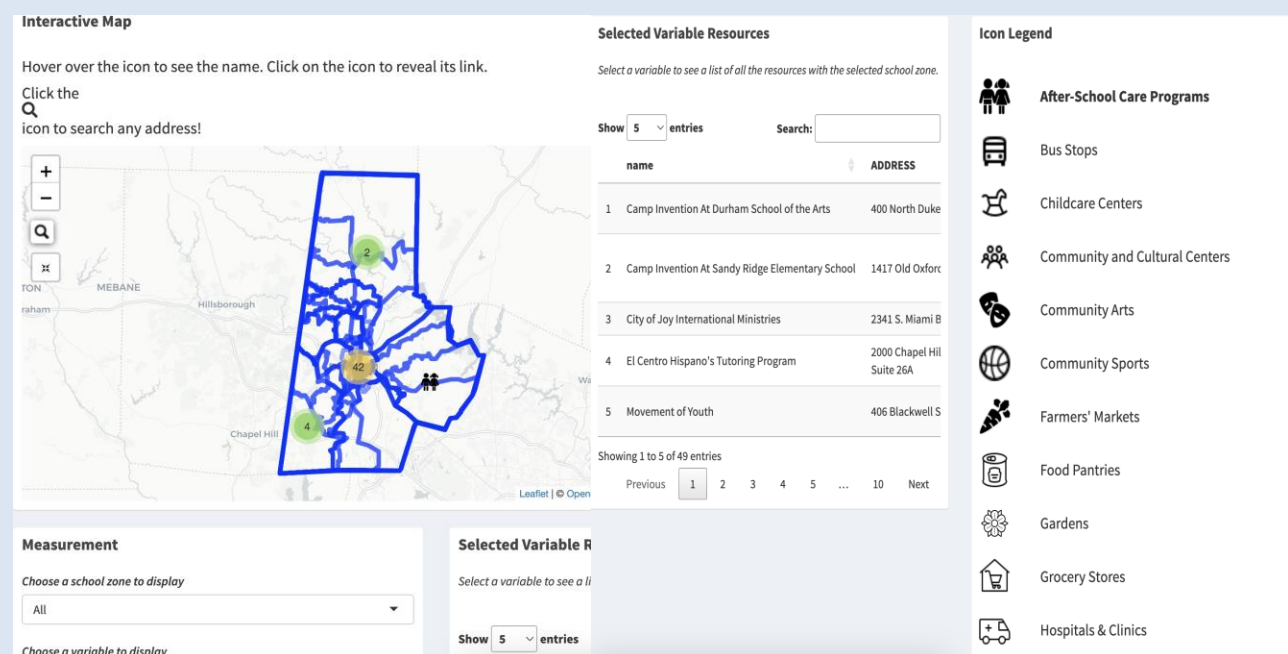 Interactive Map
Hover over the icon to see the name. Click on the icon to reveal its link.
Click the
icon to search any address!
+
−
MEBANE
Hillsborough
Chapel Hill
2
42
4
Leaflet | © Open
Measurement
Choose a school zone to display
All
Choose a variable to display
Selected Variable R
Select a variable to see a li
Show 5 entries
Selected Variable Resources
Select a variable to see a list of all the resources with the selected school zone.
Show 5 entries Search:
name ADDRESS
1 Camp Invention At Durham School of the Arts 400 North Duke
2 Camp Invention At Sandy Ridge Elementary School 1417 Old Oxford
3 City of Joy International Ministries 2341 S. Miami B
4 El Centro Hispano's Tutoring Program 2000 Chapel Hil
Suite 26A
5 Movement of Youth 406 Blackwell S
Showing 1 to 5 of 49 entries
Previous 1 2 3 4 5 ... 10 Next
Icon Legend
After-School Care Programs
Bus Stops
Childcare Centers
Community and Cultural Centers
Community Arts
Community Sports
Farmers' Markets
Food Pantries
Gardens
Grocery Stores
Hospitals & Clinics